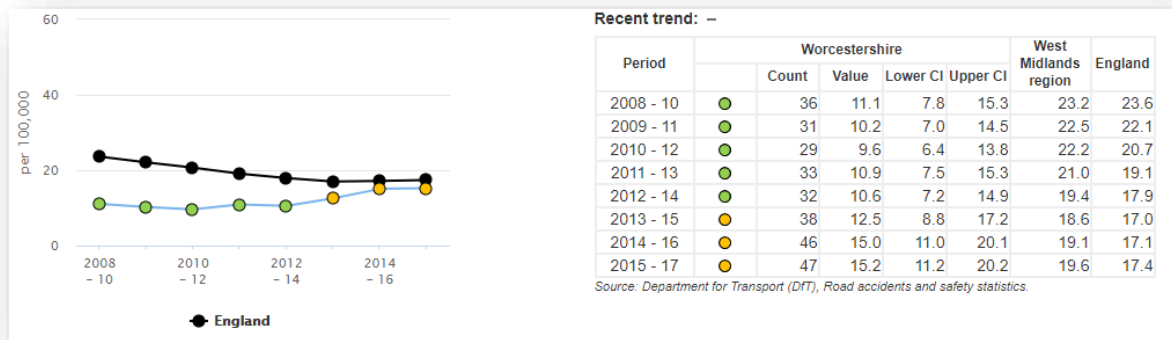 60
40
20
0
per 100,000
2008
– 10
2010
– 12
2012
– 14
2014
– 16
England
Recent trend: –
Period Worcestershire West Midlands region England
Count Value Lower CI Upper CI
2008 - 10 36 11.1 7.8 15.3 23.2 23.6
2009 - 11 31 10.2 7.0 14.5 22.5 22.1
2010 - 12 29 9.6 6.4 13.8 22.2 20.7
2011 - 13 33 10.9 7.5 15.3 21.0 19.1
2012 - 14 32 10.6 7.2 14.9 19.4 17.9
2013 - 15 38 12.5 8.8 17.2 18.6 17.0
2014 - 16 46 15.0 11.0 20.1 19.1 17.1
2015 - 17 47 15.2 11.2 20.2 19.6 17.4
Source: Department for Transport (DfT), Road accidents and safety statistics.